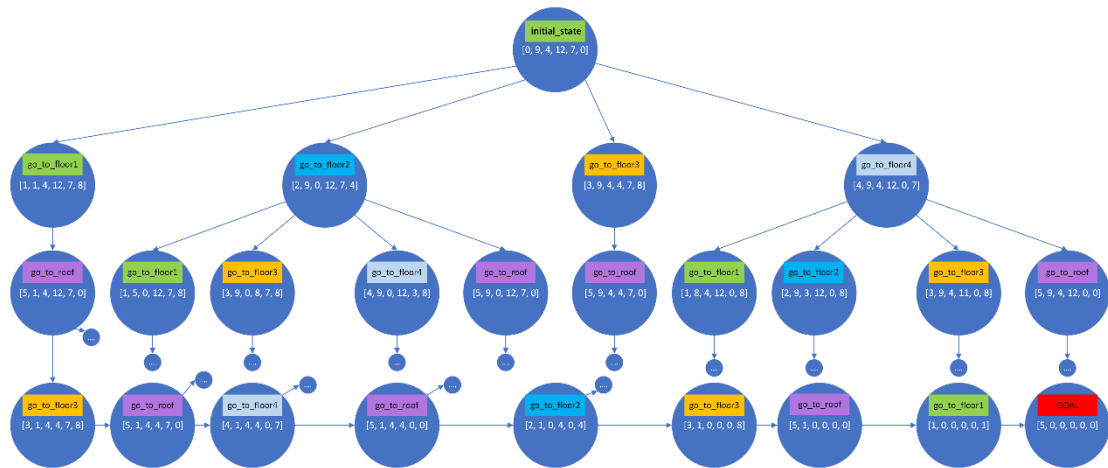 initial_state
[0, 9, 4, 12, 7, 0]
go_to_floor1
[1, 1, 4, 12, 7, 8]
go_to_floor2
[2, 9, 0, 12, 7, 4]
go_to_floor3
[3, 9, 4, 4, 7, 8]
go_to_floor4
[4, 9, 4, 12, 0, 7]
go_to_roof
[5, 1, 4, 12, 7, 0]
go_to_floor1
[1, 5, 0, 12, 7, 8]
go_to_floor3
[3, 9, 0, 8, 7, 8]
go_to_floor4
[4, 9, 0, 12, 3, 8]
go_to_roof
[5, 9, 0, 12, 7, 0]
go_to_roof
[5, 9, 4, 4, 7, 0]
go_to_floor1
[1, 8, 4, 12, 0, 8]
go_to_floor2
[2, 9, 3, 12, 0, 8]
go_to_floor3
[3, 9, 4, 11, 0, 8]
go_to_roof
[5, 9, 4, 12, 0, 0]
....
....
....
...
....
....
....
....
....
....
....
....
....
....
go_to_floor3
[3, 1, 4, 4, 7, 8]
go_to_roof
[5, 1, 4, 4, 7, 0]
go_to_floor4
[4, 1, 4, 4, 0, 7]
go_to_roof
[5, 1, 4, 4, 0, 0]
go_to_floor2
[2, 1, 0, 4, 0, 4]
go_to_floor3
[3, 1, 0, 0, 0, 8]
go_to_roof
[5, 1, 0, 0, 0, 0]
go_to_floor1
[1, 0, 0, 0, 0, 1]
GOAL
[5, 0, 0, 0, 0, 0]